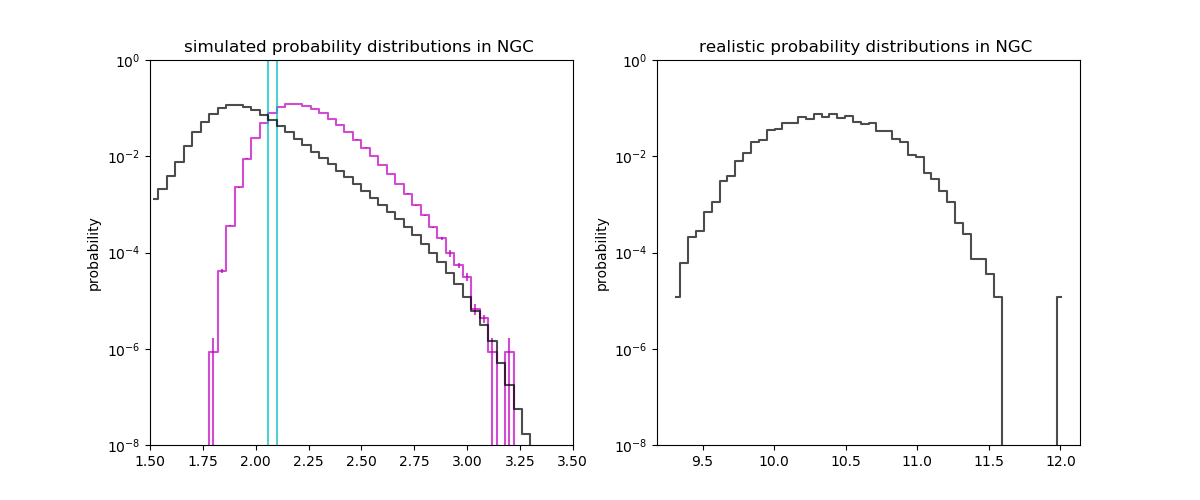 simulated probability distributions in NGC
realistic probability distributions in NGC
probability
10^0
10^-2
10^-4
10^-6
10^-8
1.50 1.75 2.00 2.25 2.50 2.75 3.00 3.25 3.50
probability
10^0
10^-2
10^-4
10^-6
10^-8
9.5 10.0 10.5 11.0 11.5 12.0